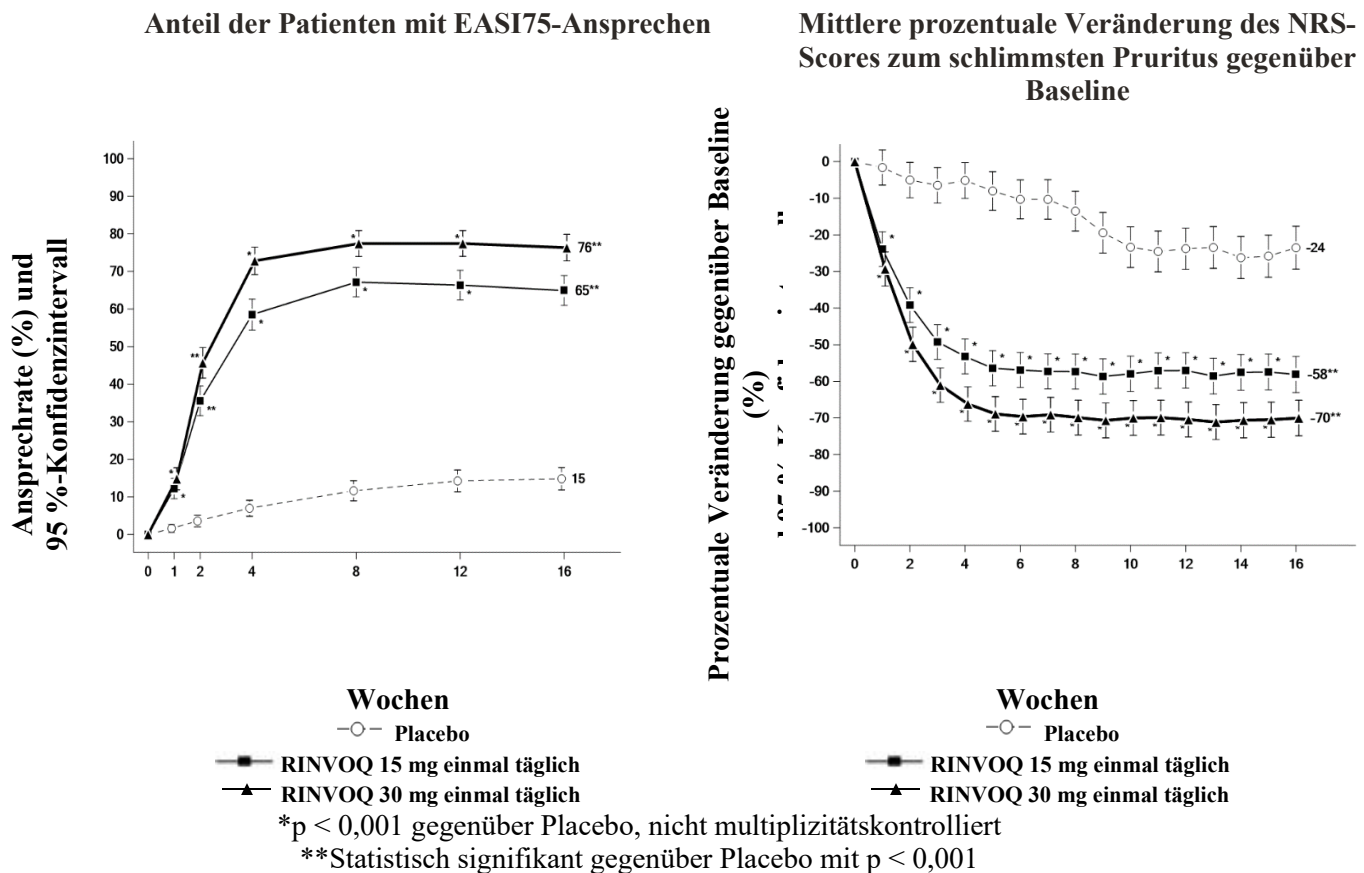 Anteil der Patienten mit EASI75-Ansprechen
Ansprechrate (%) und
95 %-Konfidenzintervall
100
90
80
70
60
50
40
30
20
10
0
* * ** ** * * * * * *
76**
65**
15
0 1 2 4 8 12 16
Wochen
Placebo
RINVOQ 15 mg einmal täglich
RINVOQ 30 mg einmal täglich
Mittlere prozentuale Veränderung des NRS-
Scores zum schlimmsten Pruritus gegenüber
Baseline
Prozentuale Veränderung gegenüber Baseline
(%)
0
-10
-20
-30
-40
-50
-60
-70
-80
-90
-100
-24
-58**
-70**
0 2 4 6 8 10 12 14 16
Wochen
Placebo
RINVOQ 15 mg einmal täglich
RINVOQ 30 mg einmal täglich
*p < 0,001 gegenüber Placebo, nicht multiplizitätskontrolliert
**Statistisch signifikant gegenüber Placebo mit p < 0,001